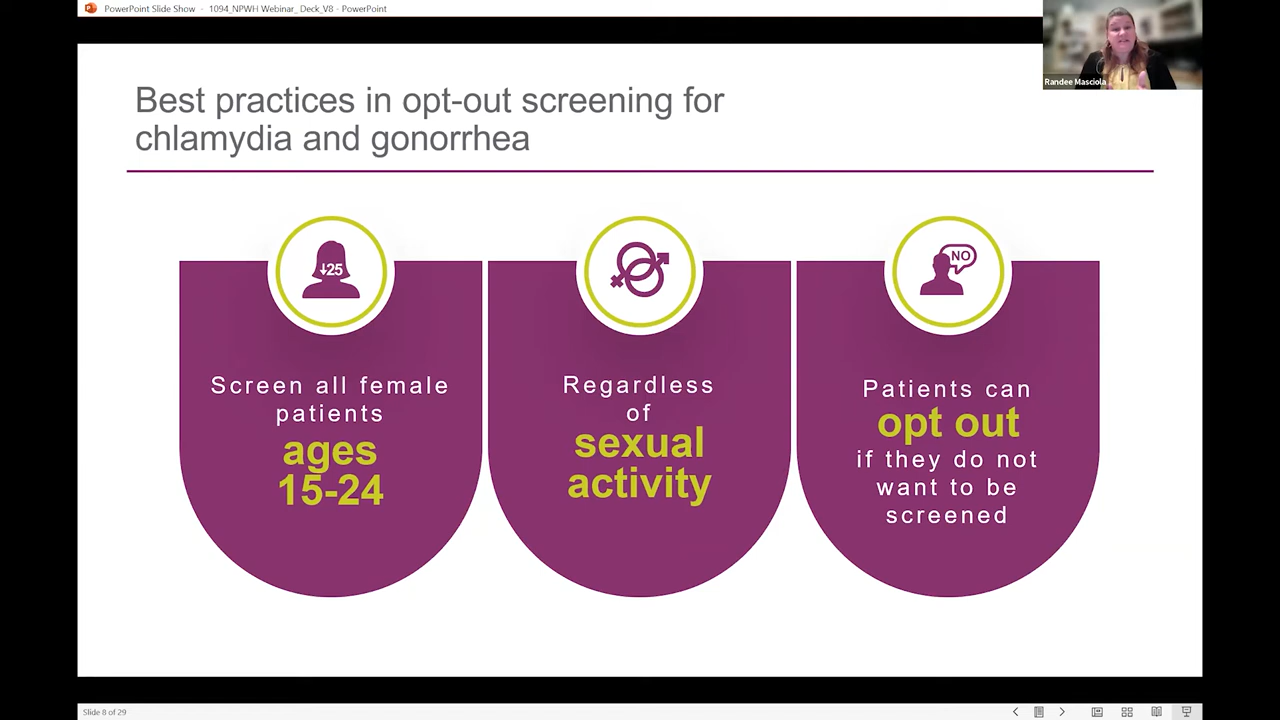 PowerPoint Slide Show - 1094_NPWH Webinar_ Deck_V8 - PowerPoint
Randee Masciola
Best practices in opt-out screening for
chlamydia and gonorrhea
↓25
Screen all female
patients
ages
15-24
Regardless
of
sexual
activity
NO
Patients can
opt out
if they do not
want to be
screened
Slide 8 of 29